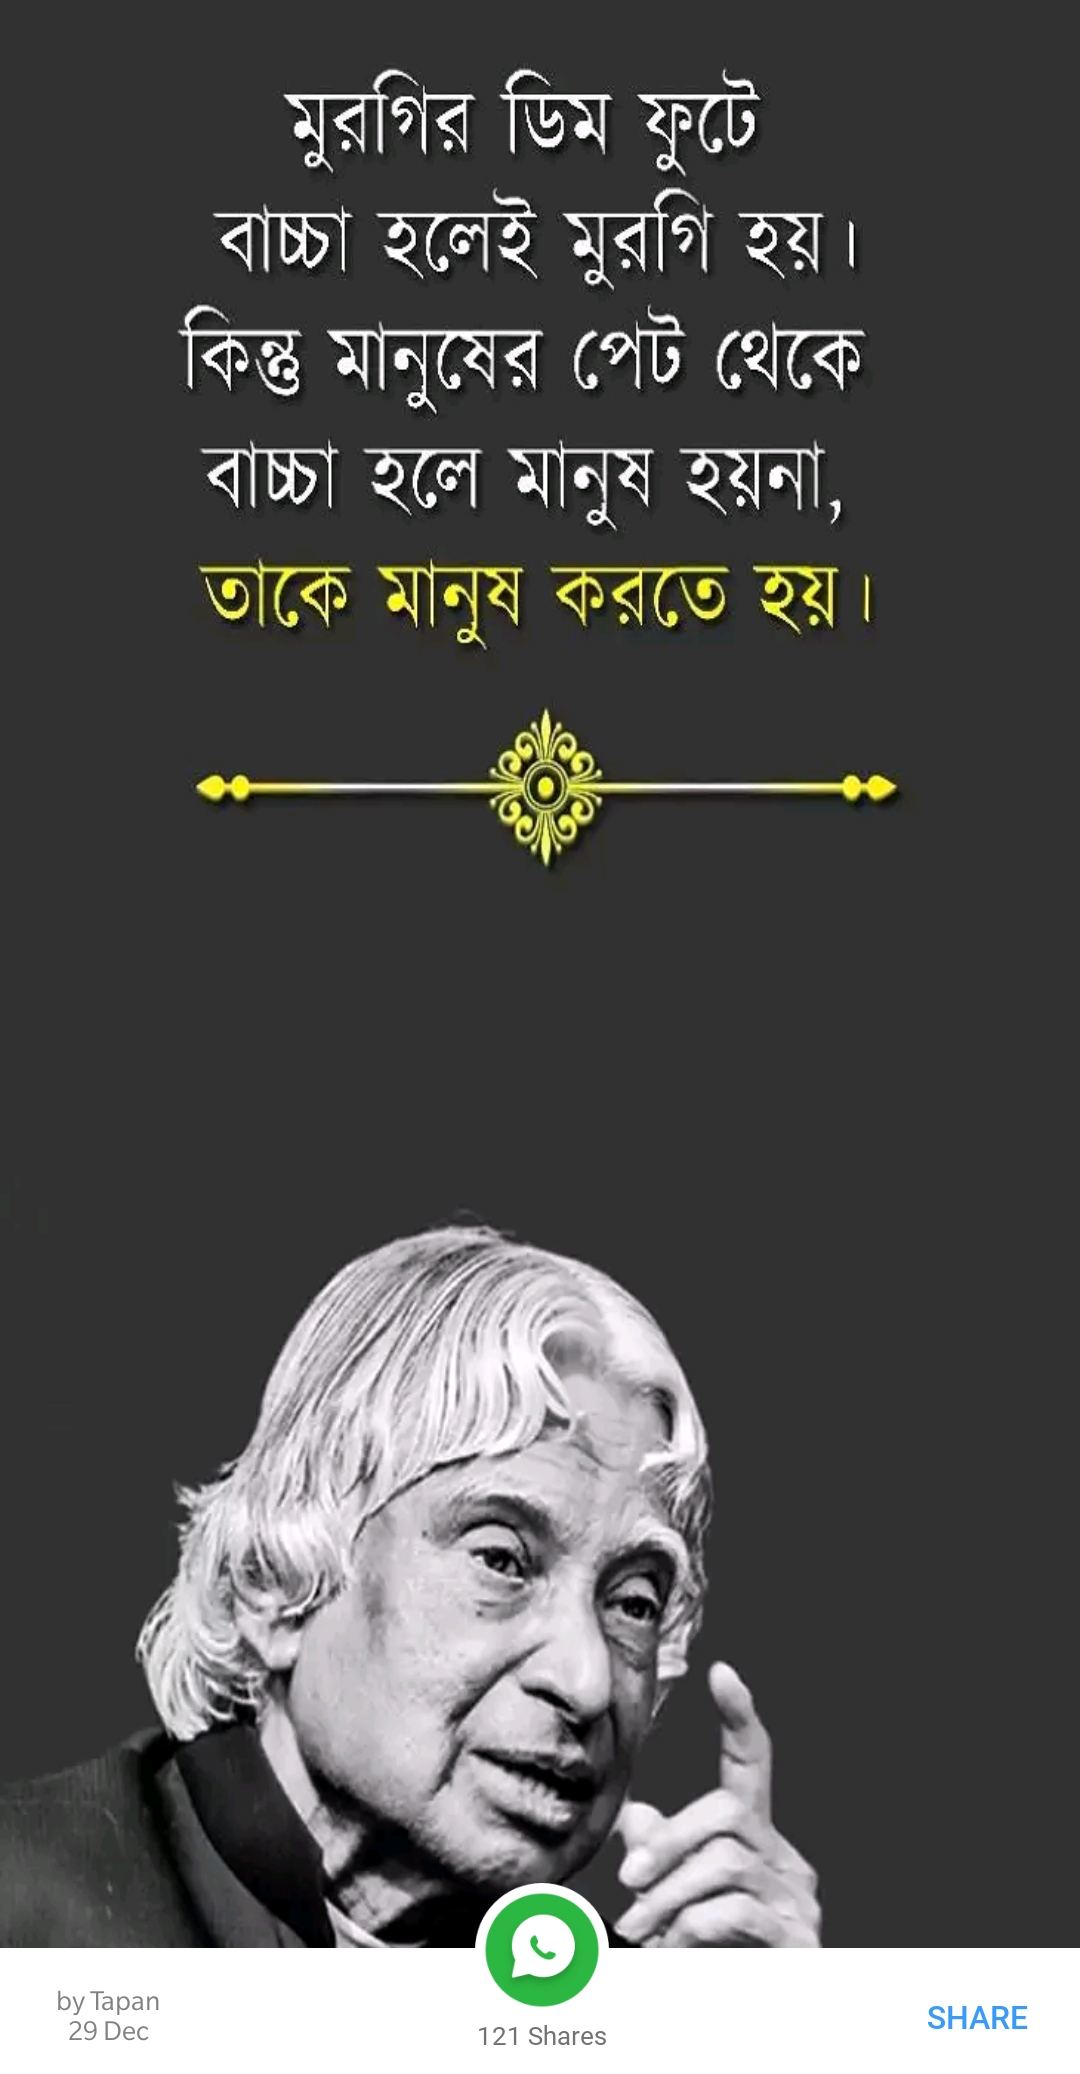 মুরগির ডিম ফুটে
বাচ্চা হলেই মুরগি হয়।
কিন্তু মানুষের পেট থেকে
বাচ্চা হলে মানুষ হয়না,
তাকে মানুষ করতে হয়।
by Tapan
29 Dec
121 Shares
SHARE